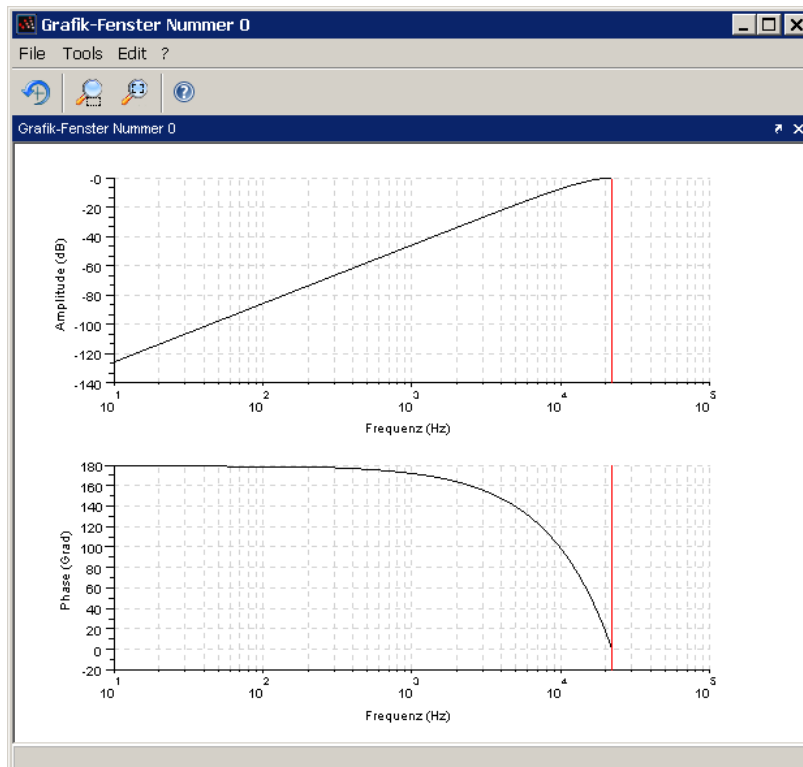 Grafik-Fenster Nummer 0
File Tools Edit ?
Grafik-Fenster Nummer 0
-0
-20
-40
-60
-80
-100
-120
-140
Amplitude (dB)
10^1 10^2 10^3 10^4 10^5
Frequenz (Hz)
180
160
140
120
100
80
60
40
20
0
-20
Phase (Grad)
10^1 10^2 10^3 10^4 10^5
Frequenz (Hz)